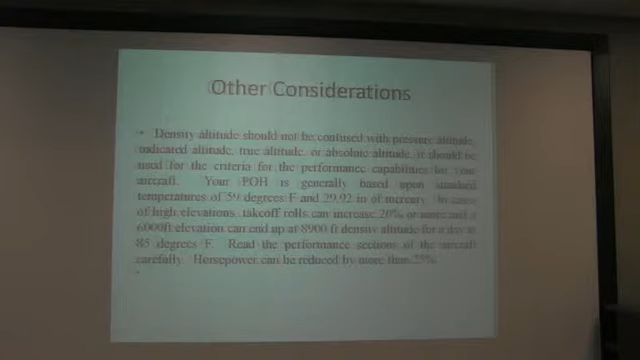 Other Considerations
• Density altitude should not be confused with pressure altitude,
indicated altitude, true altitude, or absolute altitude, it should be
used for the criteria for the performance capabilities for your
aircraft. Your POH is generally based upon standard
temperatures of 59 degrees F and 29.92 in of mercury. In cases
of high elevations, takeoff rolls can increase 20% or more and a
6000ft elevation can end up at 8900 ft density altitude for a day at
85 degrees F. Read the performance sections of the aircraft
carefully. Horsepower can be reduced by more than 25%.
•